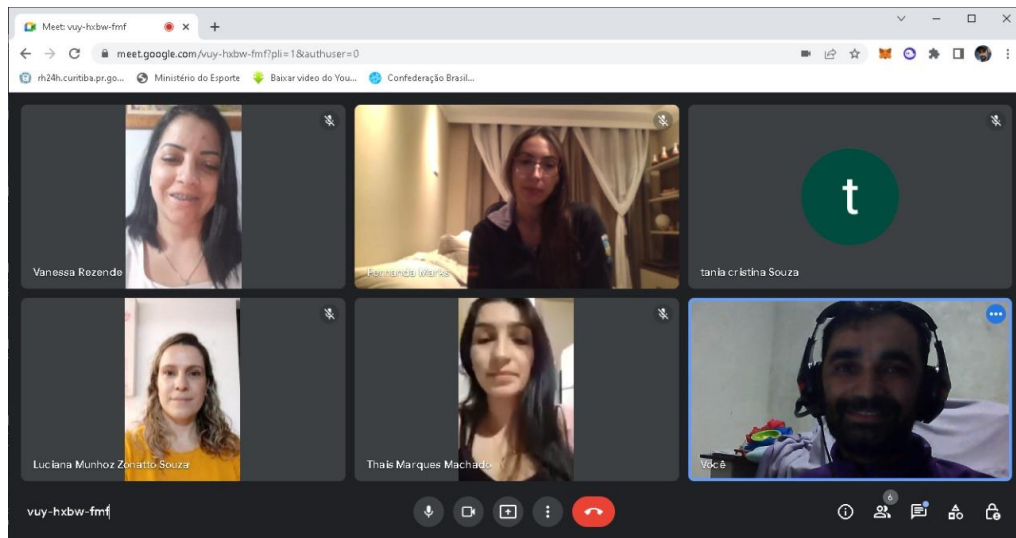 Meet: vuy-hxbw-fmf
meet.google.com/vuy-hxbw-fmf?pli=1&authuser=0
rh24h.curitiba.pr.go... Ministério do Esporte Baixar video do You... Confederação Brasil...
Vanessa Rezende
Fernanda Marks
t
tania cristina Souza
Luciana Munhoz Zonatto Souza
Thais Marques Machado
Você
vuy-hxbw-fmf
6